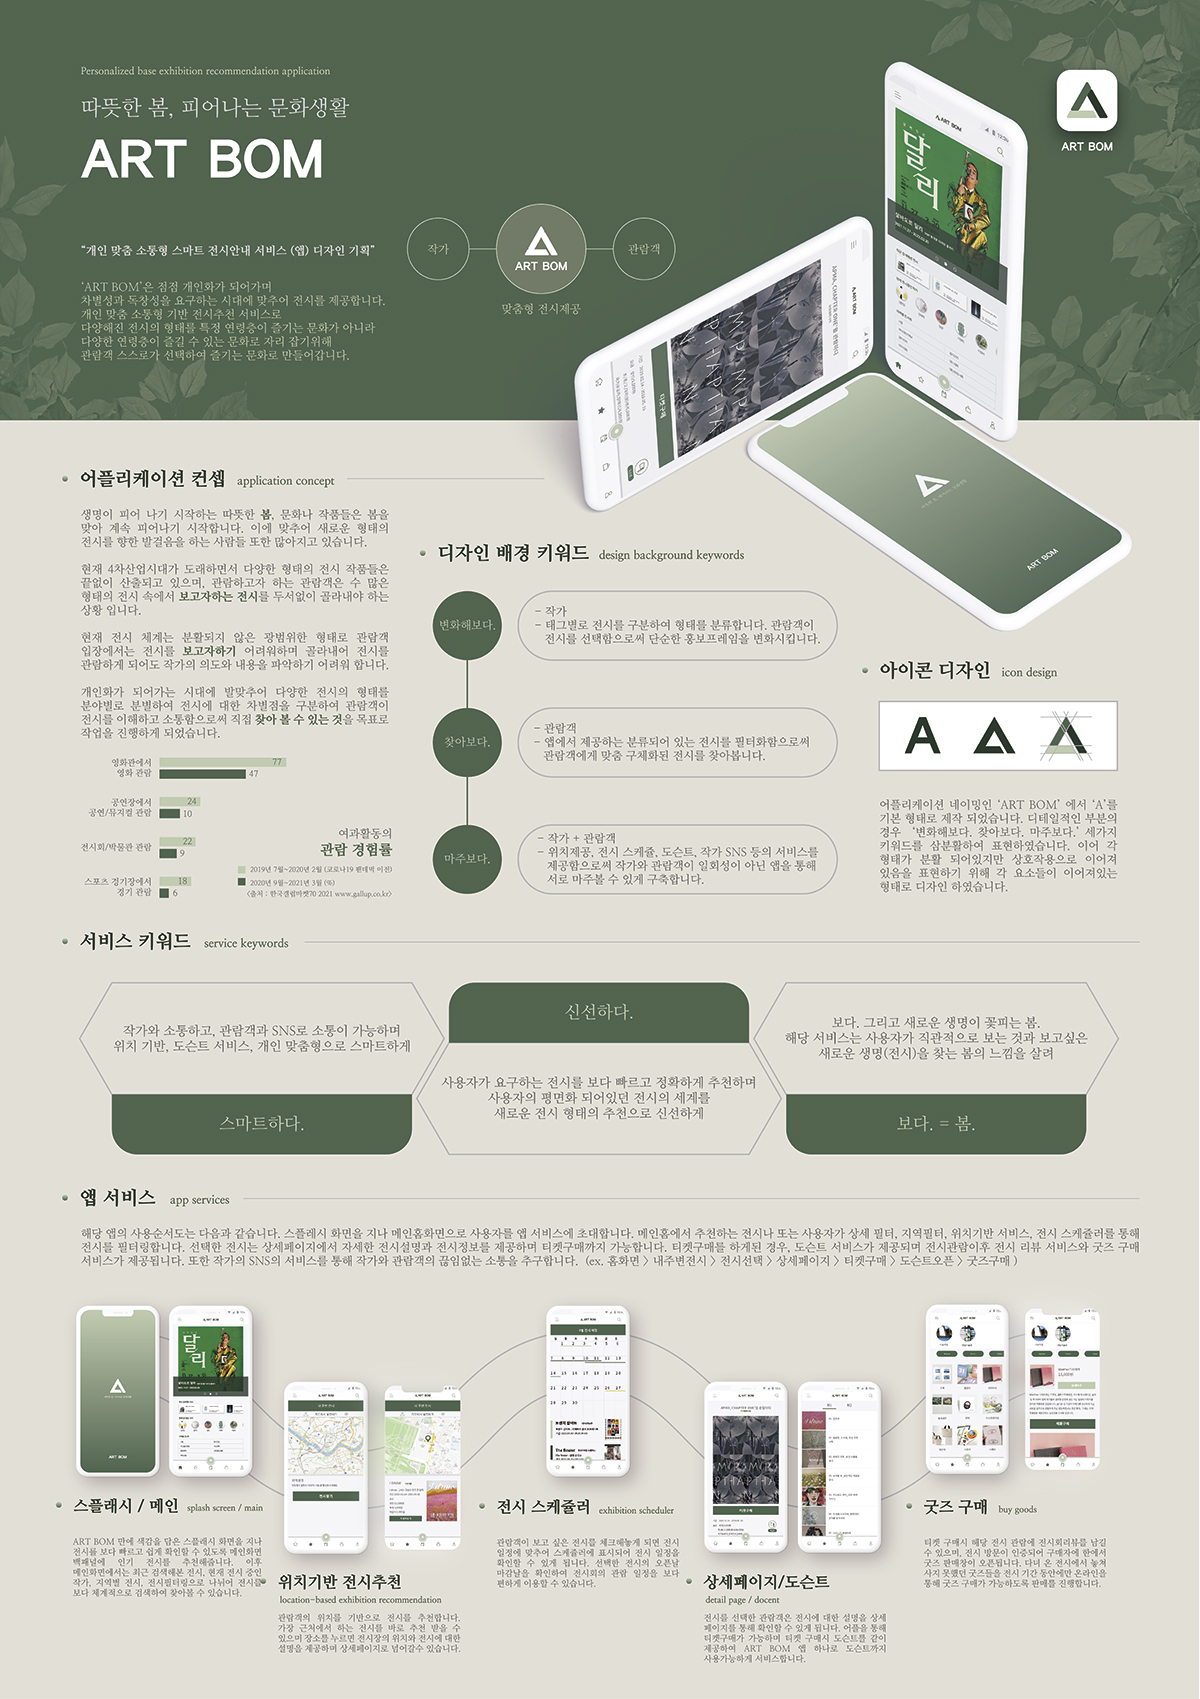 Personalized base exhibition recommendation application
따뜻한 봄, 피어나는 문화생활
ART BOM
“개인 맞춤 소통형 스마트 전시안내 서비스 (앱) 디자인 기획”
‘ART BOM’은 점점 개인화가 되어가며
차별성과 독창성을 요구하는 시대에 맞추어 전시를 제공합니다.
개인 맞춤 소통형 기반 전시추천 서비스로
다양해진 전시의 형태를 특정 연령층이 즐기는 문화가 아니라
다양한 연령층이 즐길 수 있는 문화로 자리 잡기위해
관람객 스스로가 선택하여 즐기는 문화로 만들어갑니다.
작가
ART BOM
관람객
맞춤형 전시제공
ART BOM
ART BOM
달리
티켓구매
ART BOM
어플리케이션 컨셉 application concept
생명이 피어 나기 시작하는 따뜻한 봄, 문화나 작품들은 봄을
맞아 계속 피어나기 시작합니다. 이에 맞추어 새로운 형태의
전시를 향한 발걸음을 하는 사람들 또한 많아지고 있습니다.
현재 4차산업시대가 도래하면서 다양한 형태의 전시 작품들은
끝없이 산출되고 있으며, 관람하고자 하는 관람객은 수 많은
형태의 전시 속에서 보고자하는 전시를 두서없이 골라내야 하는
상황 입니다.
현재 전시 체계는 분활되지 않은 광범위한 형태로 관람객
입장에서는 전시를 보고자하기 어려워하며 골라내어 전시를
관람하게 되어도 작가의 의도와 내용을 파악하기 어려워 합니다.
개인화가 되어가는 시대에 발맞추어 다양한 전시의 형태를
분야별로 분별하여 전시에 대한 차별점을 구분하여 관람객이
전시를 이해하고 소통함으로써 직접 찾아 볼 수 있는 것을 목표로
작업을 진행하게 되었습니다.
영화관에서
영화 관람
77
47
공연장에서
공연/뮤지컬 관람
24
10
전시회/박물관 관람
22
9
스포츠 경기장에서
경기 관람
18
6
여과활동의
관람 경험률
2019년 7월~2020년 2월 (코로나19 팬데믹 이전)
2020년 9월~2021년 3월 (%)
<출처 : 한국갤럽마켓70 2021 www.gallup.co.kr>
디자인 배경 키워드 design background keywords
변화해보다.
- 작가
- 태그별로 전시를 구분하여 형태를 분류합니다. 관람객이
전시를 선택함으로써 단순한 홍보프레임을 변화시킵니다.
찾아보다.
- 관람객
- 앱에서 제공하는 분류되어 있는 전시를 필터화함으로써
관람객에게 맞춤 구체화된 전시를 찾아봅니다.
마주보다.
- 작가 + 관람객
- 위치제공, 전시 스케쥴, 도슨트, 작가 SNS 등의 서비스를
제공함으로써 작가와 관람객이 일회성이 아닌 앱을 통해
서로 마주볼 수 있게 구축합니다.
아이콘 디자인 icon design
어플리케이션 네이밍인 ‘ART BOM’ 에서 ‘A’를
기본 형태로 제작 되었습니다. 디테일적인 부분의
경우 ‘변화해보다. 찾아보다. 마주보다.’ 세가지
키워드를 삼분활하여 표현하였습니다. 이어 각
형태가 분활 되어있지만 상호작용으로 이어져
있음을 표현하기 위해 각 요소들이 이어져있는
형태로 디자인 하였습니다.
서비스 키워드 service keywords
작가와 소통하고, 관람객과 SNS로 소통이 가능하며
위치 기반, 도슨트 서비스, 개인 맞춤형으로 스마트하게
스마트하다.
신선하다.
사용자가 요구하는 전시를 보다 빠르고 정확하게 추천하며
사용자의 평면화 되어있던 전시의 세계를
새로운 전시 형태의 추천으로 신선하게
보다. 그리고 새로운 생명이 꽃피는 봄.
해당 서비스는 사용자가 직관적으로 보는 것과 보고싶은
새로운 생명(전시)을 찾는 봄의 느낌을 살려
보다. = 봄.
앱 서비스 app services
해당 앱의 사용순서도는 다음과 같습니다. 스플래시 화면을 지나 메인홈화면으로 사용자를 앱 서비스에 초대합니다. 메인홈에서 추천하는 전시나 또는 사용자가 상세 필터, 지역필터, 위치기반 서비스, 전시 스케쥴러를 통해
전시를 필터링합니다. 선택한 전시는 상세페이지에서 자세한 전시설명과 전시정보를 제공하며 티켓구매까지 가능합니다. 티켓구매를 하게된 경우, 도슨트 서비스가 제공되며 전시관람이후 전시 리뷰 서비스와 굿즈 구매
서비스가 제공됩니다. 또한 작가의 SNS의 서비스를 통해 작가와 관람객의 끊임없는 소통을 추구합니다. (ex. 홈화면 > 내주변전시 > 전시선택 > 상세페이지 > 티켓구매 > 도슨트오픈 > 굿즈구매 )
스플래시 / 메인 splash screen / main
ART BOM 만에 색감을 담은 스플래시 화면을 지나
전시를 보다 빠르고 쉽게 확인할 수 있도록 메인화면
백패널에 인기 전시를 추천해줍니다. 이후
메인화면에서는 최근 검색해본 전시, 현재 전시 중인
작가, 지역별 전시, 전시필터링으로 나뉘어 전시를
보다 체계적으로 검색하여 찾아볼 수 있습니다.
위치기반 전시추천
location-based exhibition recommendation
관람객의 위치를 기반으로 전시를 추천합니다.
가장 근처에서 하는 전시를 바로 추천 받을 수
있으며 장소를 누르면 전시장의 위치와 전시에 대한
설명을 제공하며 상세페이지로 넘어갈수 있습니다.
전시 스케쥴러 exhibition scheduler
관람객이 보고 싶은 전시를 체크해놓게 되면 전시
일정에 맞추어 스케쥴러에 표시되어 전시 일정을
확인할 수 있게 됩니다. 선택한 전시의 오픈날
마감날을 확인하여 전시회의 관람 일정을 보다
편하게 이용할 수 있습니다.
상세페이지/도슨트
detail page / docent
전시를 선택한 관람객은 전시에 대한 설명을 상세
페이지를 통해 확인할 수 있게 됩니다. 어플을 통해
티켓구매가 가능하며 티켓 구매시 도슨트를 같이
제공하여 ART BOM 앱 하나로 도슨트까지
사용가능하게 서비스합니다.
굿즈 구매 buy goods
티켓 구매시 해당 전시 관람에 전시회리뷰를 남길
수 있으며, 전시 방문이 인증되어 구매자에 한에서
굿즈 판매장이 오픈됩니다. 다녀 온 전시에서 놓쳐
사지 못했던 굿즈들을 전시 기간 동안에만 온라인을
통해 굿즈 구매가 가능하도록 판매를 진행합니다.